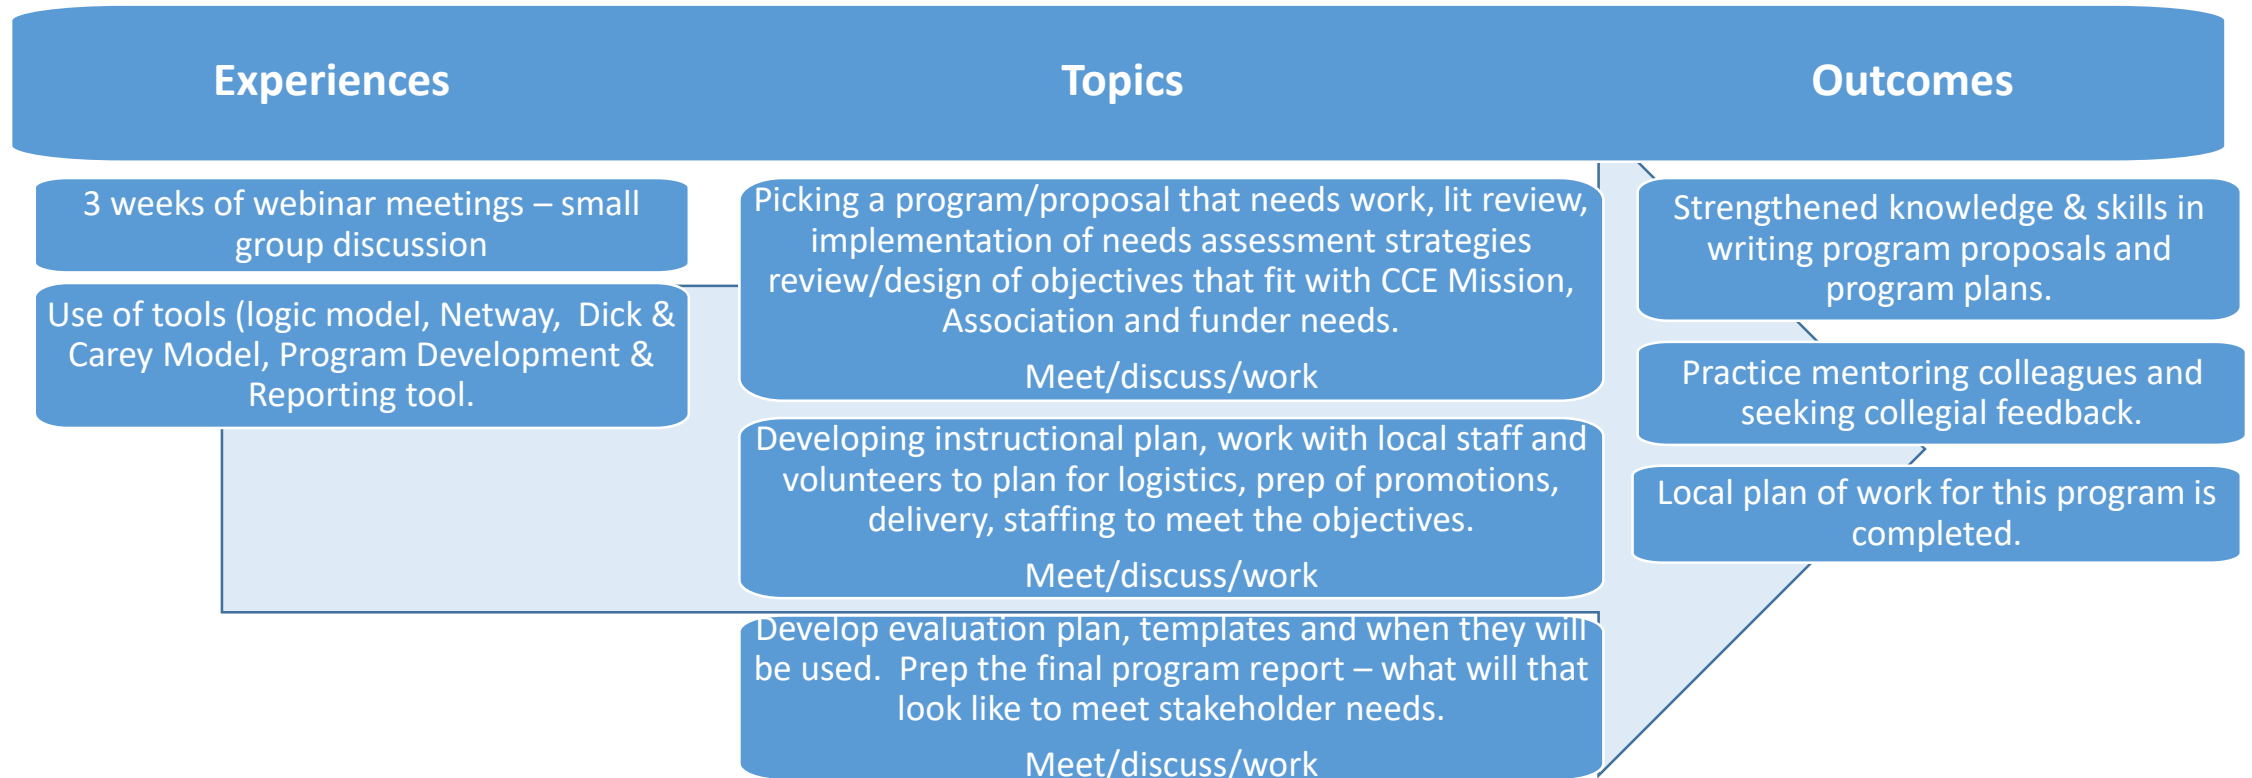 Experiences
Topics
Outcomes
3 weeks of webinar meetings – small
group discussion
Use of tools (logic model, Netway,  Dick &
Carey Model, Program Development &
Reporting tool.
Picking a program/proposal that needs work, lit review,
implementation of needs assessment strategies
review/design of objectives that fit with CCE Mission,
Association and funder needs.
Meet/discuss/work
Developing instructional plan, work with local staff and
volunteers to plan for logistics, prep of promotions,
delivery, staffing to meet the objectives.
Meet/discuss/work
Develop evaluation plan, templates and when they will
be used.  Prep the final program report – what will that
look like to meet stakeholder needs.
Meet/discuss/work
Strengthened knowledge & skills in
writing program proposals and
program plans.
Practice mentoring colleagues and
seeking collegial feedback.
Local plan of work for this program is
completed.